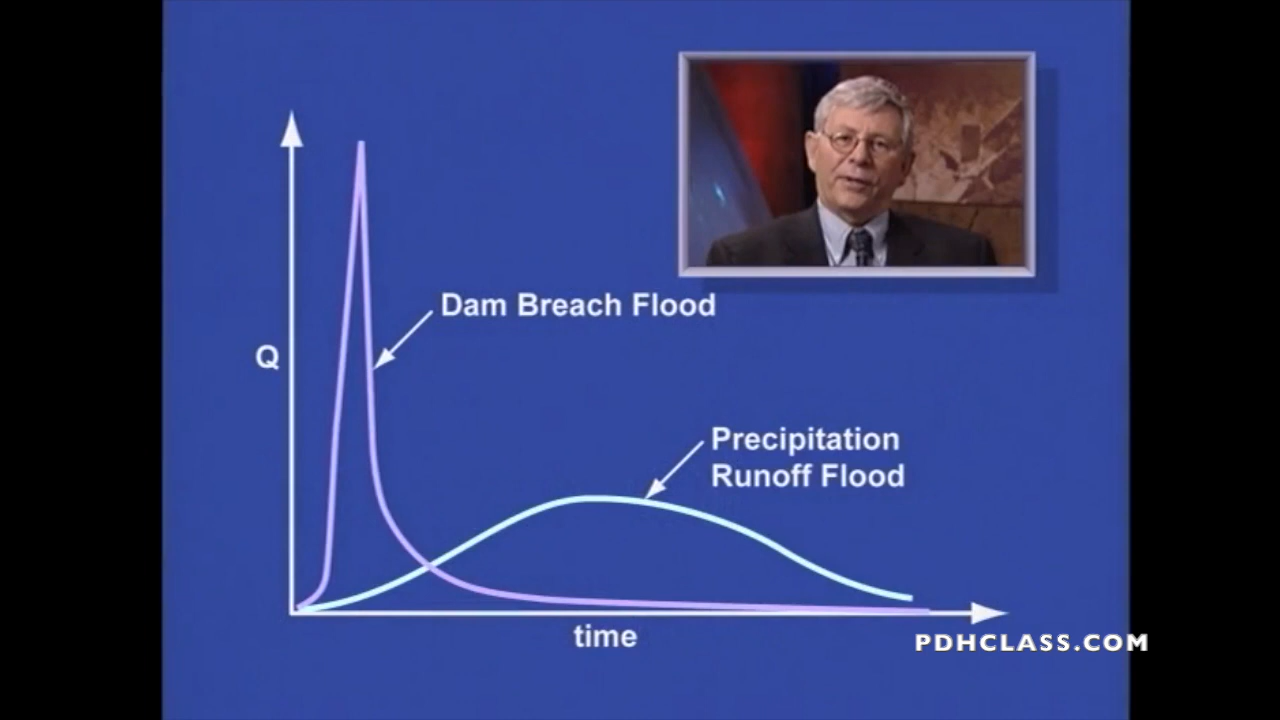 Dam Breach Flood
Q
Precipitation
Runoff Flood
time
PDHCLASS.COM